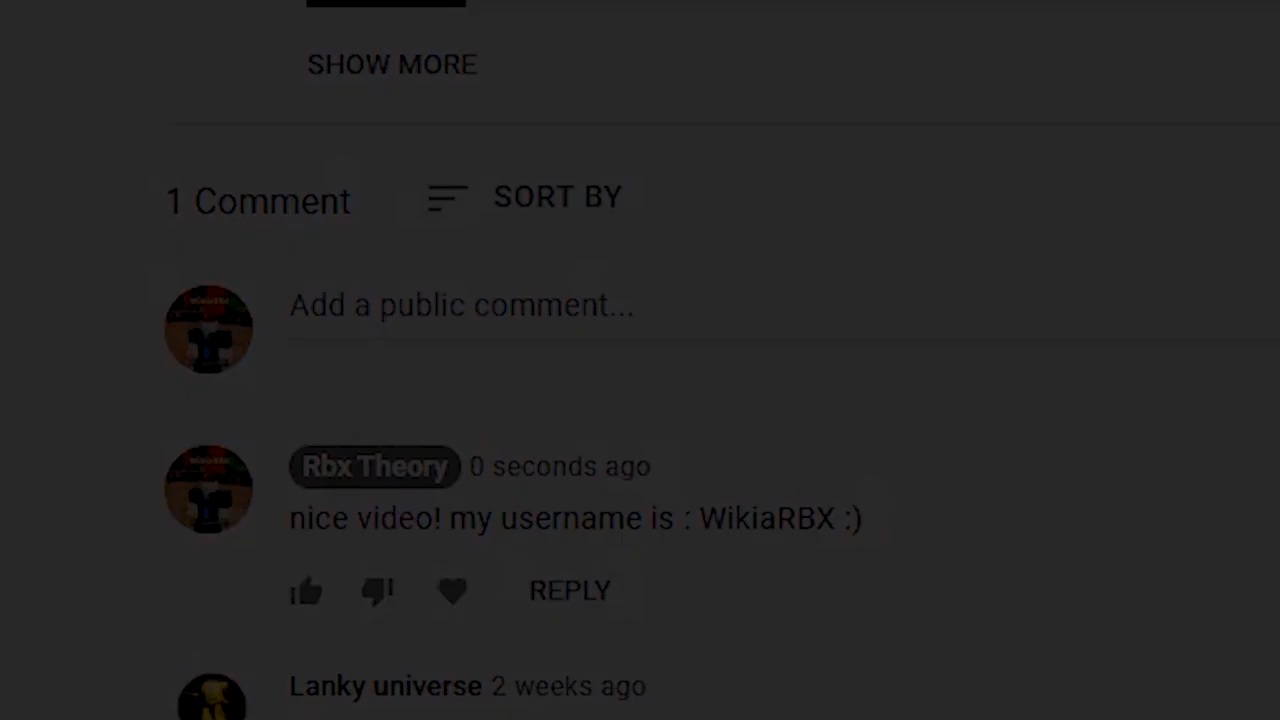 SHOW MORE
1 Comment
SORT BY
Add a public comment...
Rbx Theory 0 seconds ago
nice video! my username is : WikiaRBX :)
REPLY
Lanky universe 2 weeks ago